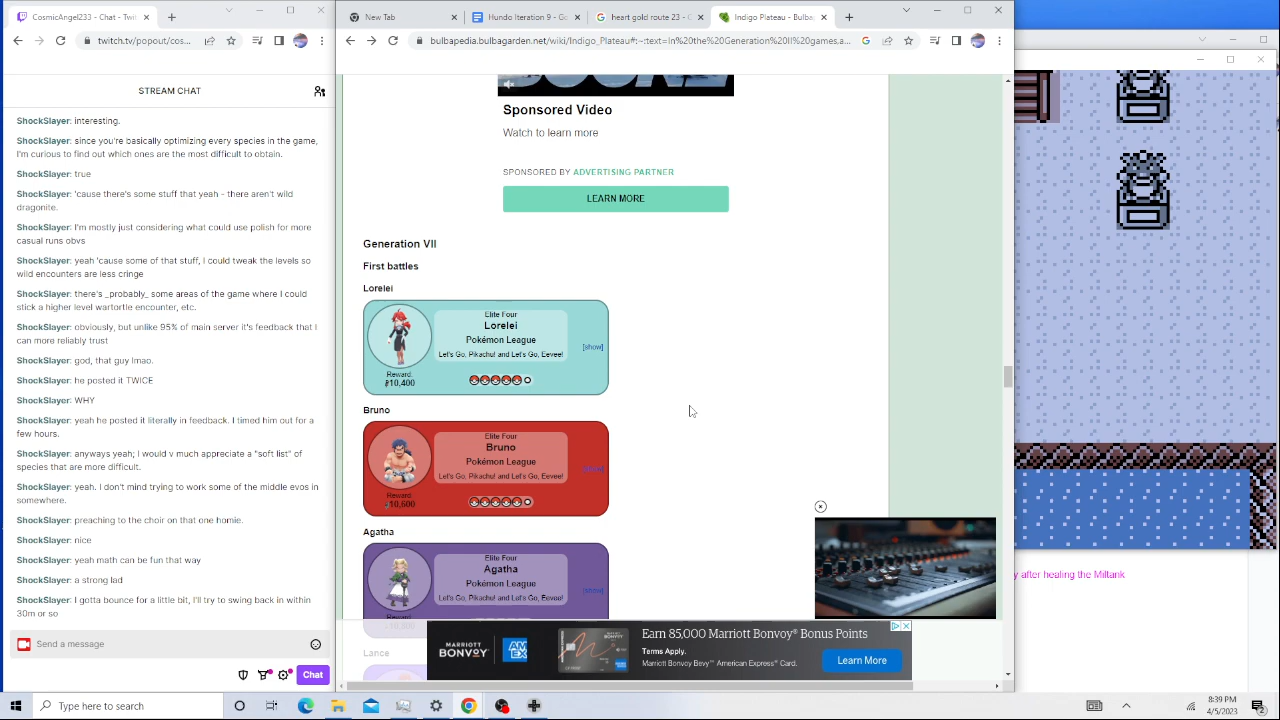 CosmicAngel233 - Chat - Twit
New Tab
Hundo Iteration 9 - Go
heart gold route 23 - G
Indigo Plateau - Bulba
twitch.tv/popout/cos...
bulbapedia.bulbagarden.net/wiki/Indigo_Plateau#:~:text=In%20the%20Generation%20II%20games,a...
STREAM CHAT
ShockSlayer: interesting.
ShockSlayer: since you're basically optimizing every species in the game,
I'm curious to find out which ones are the most difficult to obtain.
ShockSlayer: true
ShockSlayer: 'cause there's some stuff that yeah - there aren't wild
dragonite.
ShockSlayer: I'm mostly just considering what could use polish for more
casual runs obvs
ShockSlayer: yeah 'cause some of that stuff, I could tweak the levels so
wild encounters are less cringe
ShockSlayer: there's _probably_ some areas of the game where I could
stick a higher level wartortle encounter, etc.
ShockSlayer: obviously, but unlike 95% of main server it's feedback that I
can more reliably trust
ShockSlayer: god, that guy lmao.
ShockSlayer: he posted it TWICE
ShockSlayer: WHY
ShockSlayer: yeah he posted it literally in feedback. I timed him out for a
few hours.
ShockSlayer: anyways yeah, i would v much appreciate a "soft list" of
species that are more difficult.
ShockSlayer: yeah. I don't mind trying to work some of the middle evos in
somewhere.
ShockSlayer: preaching to the choir on that one homie.
ShockSlayer: nice
ShockSlayer: yeah math can be fun that way
ShockSlayer: a strong lad
ShockSlayer: I gotta bounce for a little bit, I'll try to swing back in within
30m or so
Send a message
Chat
Sponsored Video
Watch to learn more
SPONSORED BY ADVERTISING PARTNER
LEARN MORE
Generation VII
First battles
Lorelei
Elite Four
Lorelei
Pokémon League
Let's Go, Pikachu! and Let's Go, Eevee!
[show]
Reward:
10,400
Bruno
Elite Four
Bruno
Pokémon League
Let's Go, Pikachu! and Let's Go, Eevee!
[show]
Reward:
10,600
Agatha
Elite Four
Agatha
Pokémon League
Let's Go, Pikachu! and Let's Go, Eevee!
[show]
Lance
y after healing the Miltank
MARRIOTT
BONVOY
AM
EX
Earn 85,000 Marriott Bonvoy® Bonus Points
Terms Apply.
Marriott Bonvoy Bevy™ American Express® Card.
Learn More
Type here to search
8:39 PM
4/5/2023
2